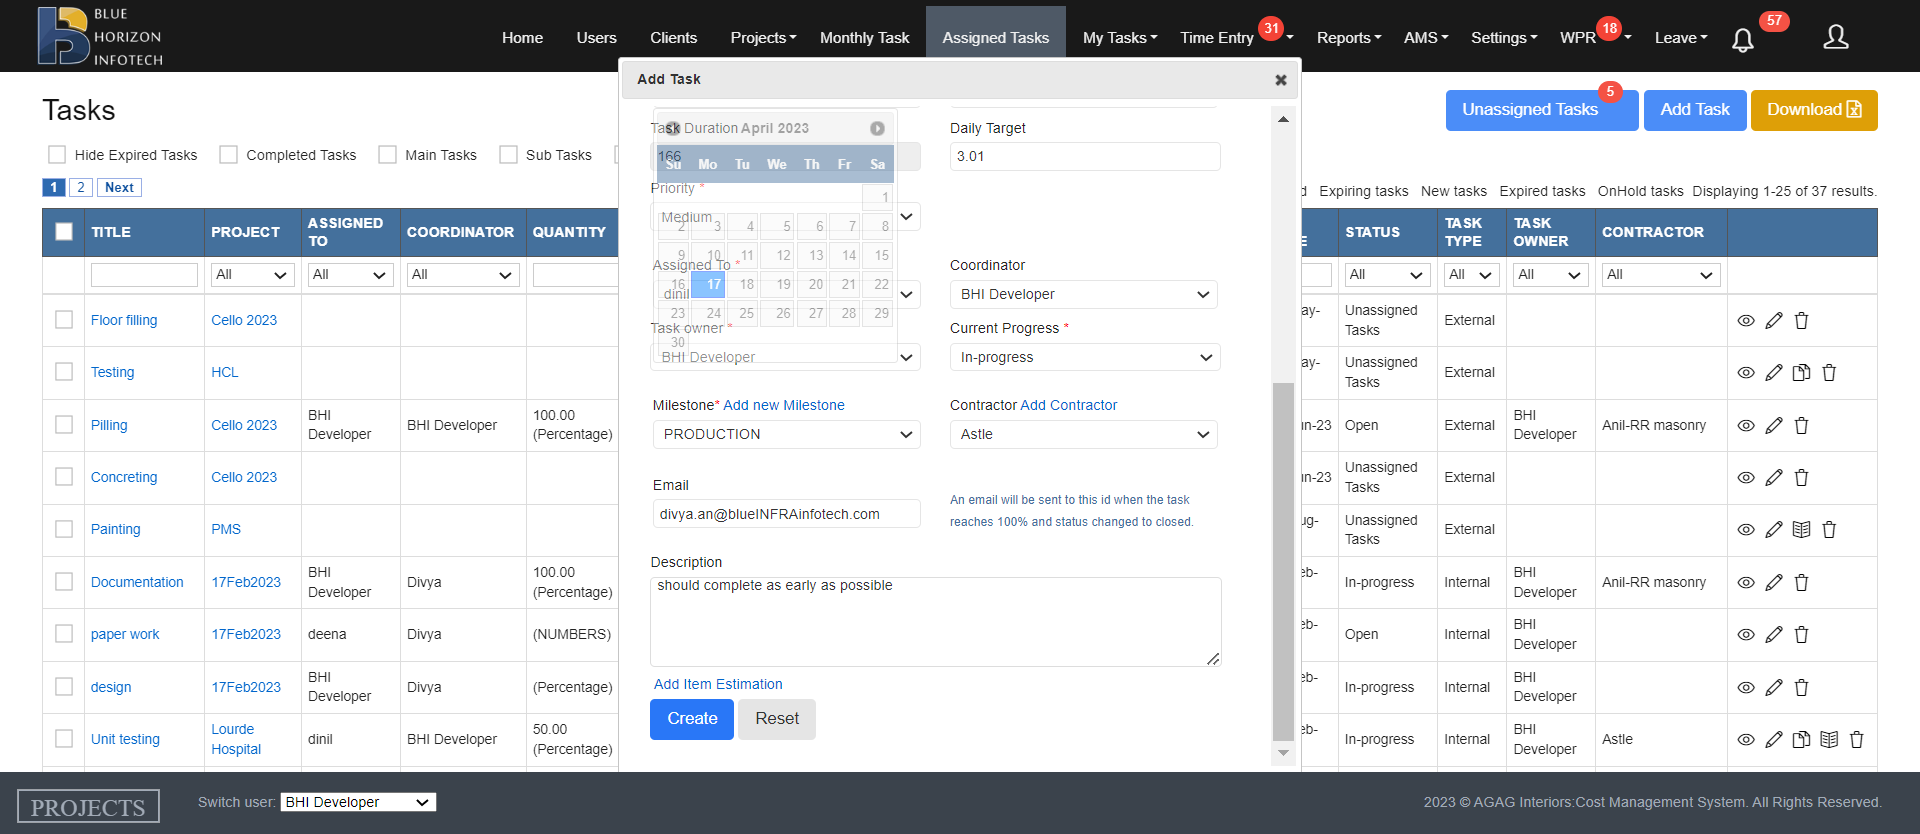 BLUE
HORIZON
INFOTECH
Home Users Clients Projects Monthly Task Assigned Tasks My Tasks Time Entry 31 Reports AMS Settings WPR 18 Leave 57
Add Task
Tasks
Unassigned Tasks 5 Add Task Download
Hide Expired Tasks Completed Tasks Main Tasks Sub Tasks
1 2 Next
d Expiring tasks New tasks Expired tasks OnHold tasks Displaying 1-25 of 37 results.
TITLE PROJECT ASSIGNED TO COORDINATOR QUANTITY
E STATUS TASK TYPE TASK OWNER CONTRACTOR
All All All
All All All All
Floor filling Cello 2023
ay- Unassigned Tasks External
Testing HCL
ay- Unassigned Tasks External
Pilling Cello 2023 BHI Developer BHI Developer 100.00 (Percentage)
un-23 Open External BHI Developer Anil-RR masonry
Concreting Cello 2023
un-23 Unassigned Tasks External
Painting PMS
ug- Unassigned Tasks External
Documentation 17Feb2023 BHI Developer Divya 100.00 (Percentage)
eb- In-progress Internal BHI Developer Anil-RR masonry
paper work 17Feb2023 deena Divya (NUMBERS)
eb- Open Internal BHI Developer
design 17Feb2023 BHI Developer Divya (Percentage)
eb- In-progress Internal BHI Developer
Unit testing Lourde Hospital dinil BHI Developer 50.00 (Percentage)
eb- In-progress Internal BHI Developer Astle
Task Duration Daily Target
166 3.01
Priority *
Medium
April 2023
Su Mo Tu We Th Fr Sa
1
2 3 4 5 6 7 8
9 10 11 12 13 14 15
16 17 18 19 20 21 22
23 24 25 26 27 28 29
30
Assigned To * Coordinator
dinil BHI Developer
Task owner * Current Progress *
BHI Developer In-progress
Milestone* Add new Milestone Contractor Add Contractor
PRODUCTION Astle
Email
divya.an@blueINFRAinfotech.com
An email will be sent to this id when the task
reaches 100% and status changed to closed.
Description
should complete as early as possible
Add Item Estimation
Create Reset
PROJECTS Switch user: BHI Developer 2023 © AGAG Interiors:Cost Management System. All Rights Reserved.